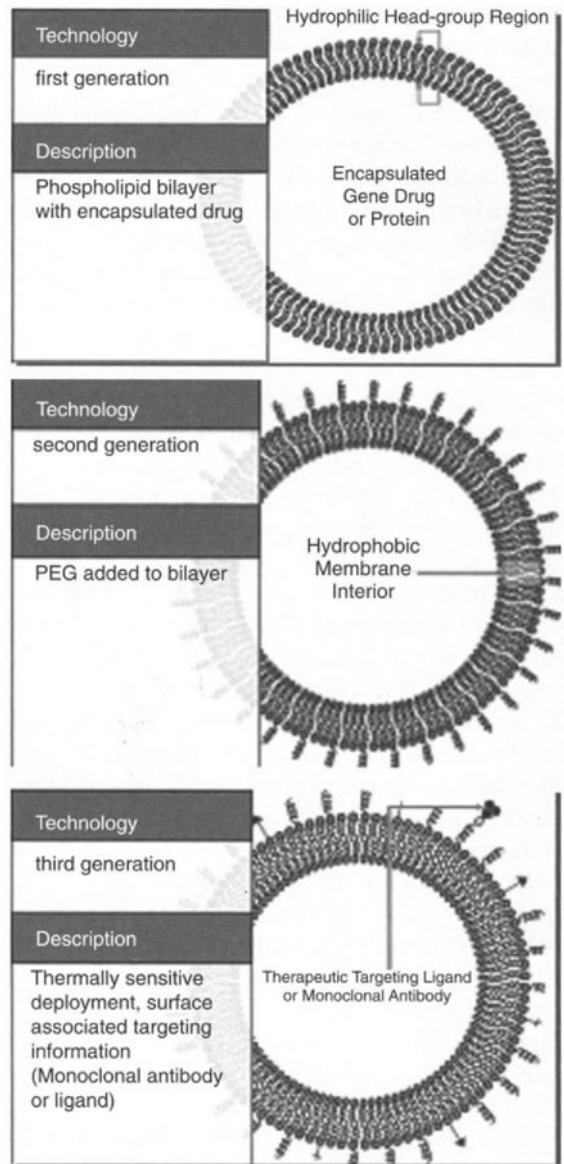 Technology
first generation
Description
Phospholipid bilayer
with encapsulated drug
Hydrophilic Head-group Region
Encapsulated
Gene Drug
or Protein
Technology
second generation
Description
PEG added to bilayer
Hydrophobic
Membrane
Interior
Technology
third generation
Description
Thermally sensitive
deployment, surface
associated targeting
information
(Monoclonal antibody
or ligand)
Therapeutic Targeting Ligand
or Monoclonal Antibody